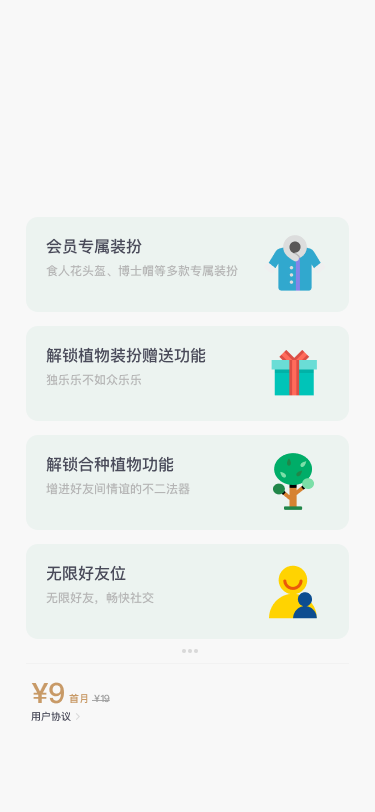 会员专属装扮
食人花头盔、博士帽等多款专属装扮
解锁植物装扮赠送功能
独乐乐不如众乐乐
解锁合种植物功能
增进好友间情谊的不二法器
无限好友位
无限好友，畅快社交
¥9 首月 ¥19
用户协议